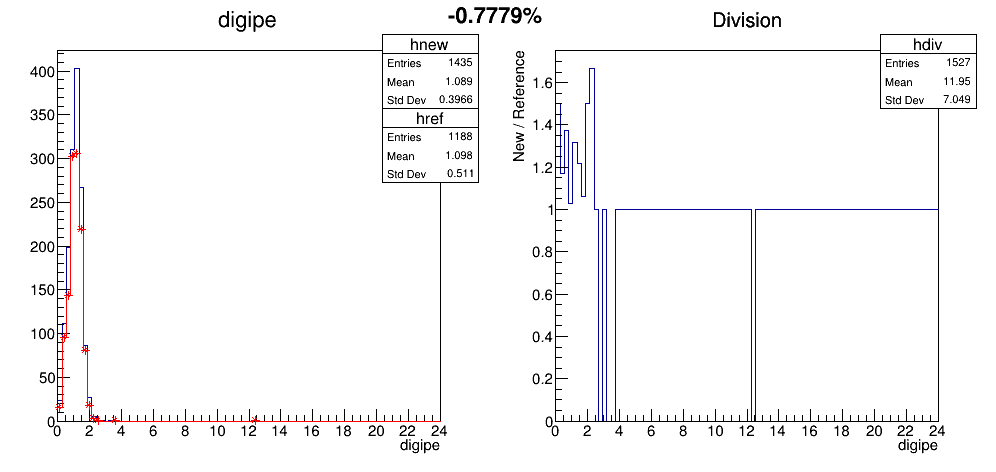 -0.7779%
digipe
hnew
Entries 1435
Mean 1.089
Std Dev 0.3966
href
Entries 1188
Mean 1.098
Std Dev 0.511
400
350
300
250
200
150
100
50
0
0 2 4 6 8 10 12 14 16 18 20 22 24
digipe
Division
hdiv
Entries 1527
Mean 11.95
Std Dev 7.049
New / Reference
1.6
1.4
1.2
1
0.8
0.6
0.4
0.2
0
0 2 4 6 8 10 12 14 16 18 20 22 24
digipe